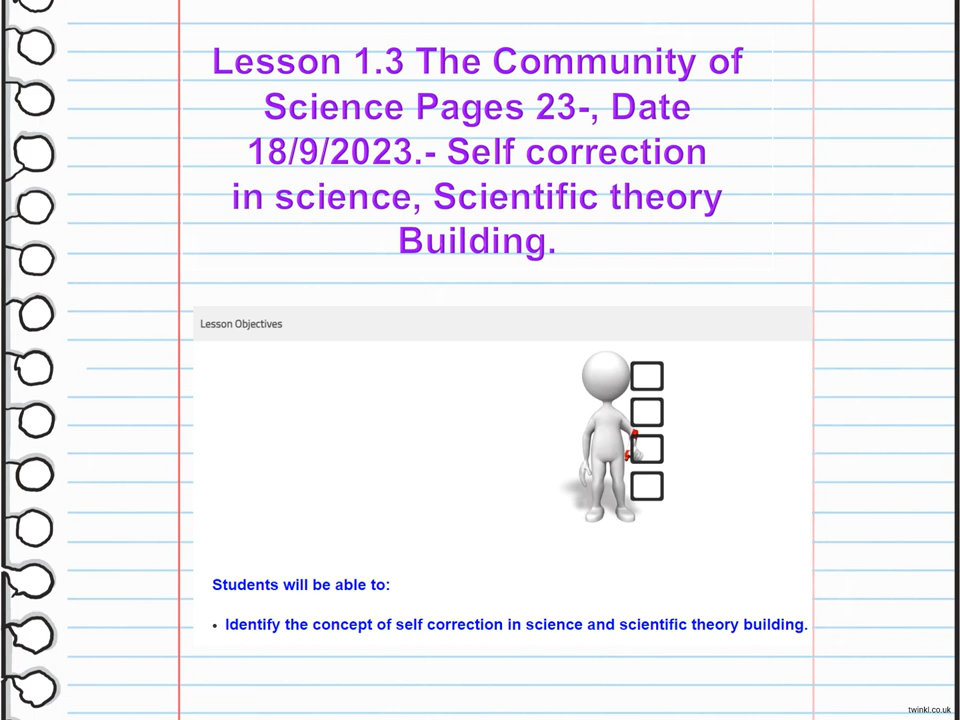 Lesson 1.3 The Community of
Science Pages 23-, Date
18/9/2023.- Self correction
in science, Scientific theory
Building.
Lesson Objectives
Students will be able to:
• Identify the concept of self correction in science and scientific theory building.
twinkl.co.uk